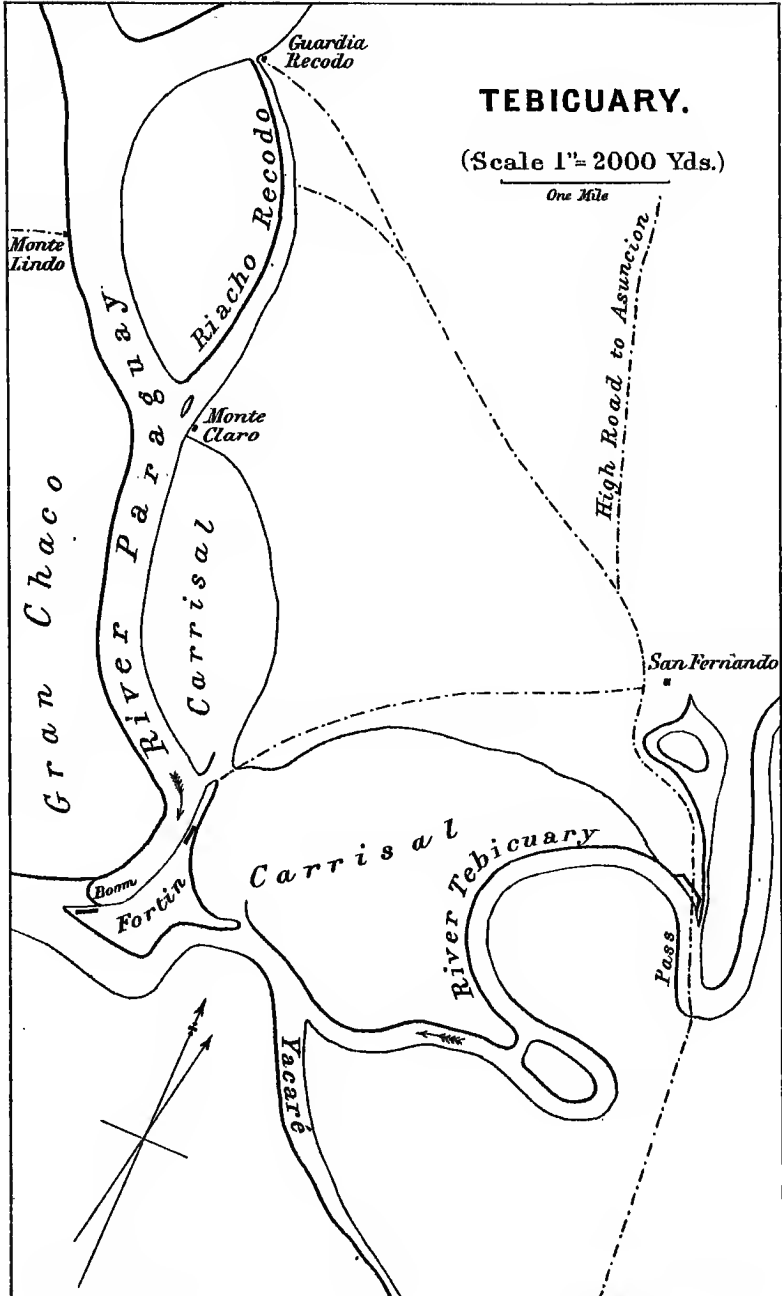 Guardia
Recodo
TEBICUARY.
(Scale 1"= 2000 Yds.)
One Mile
Riacho Recodo
Monte
Lindo
High Road to Asuncion
River Paraguay
Monte
Claro
Gran Chaco
Carrisal
San Fernando
Carrisal
River Tebicuary
Boom
Fortin
Pass
Yacaré